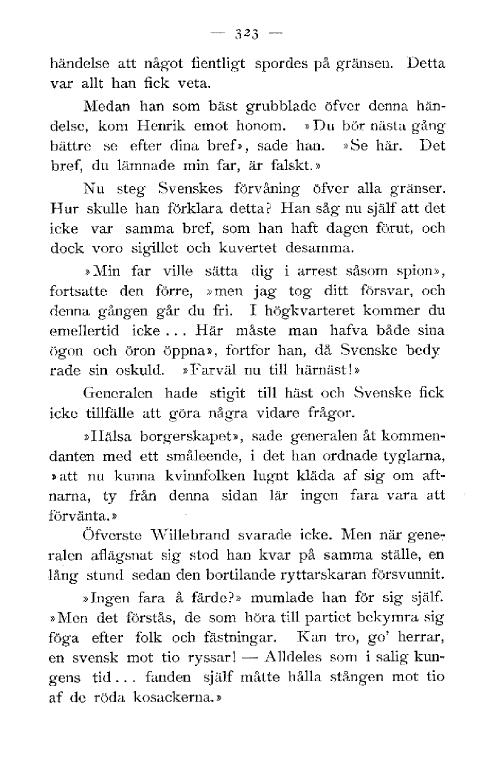 — 323 —
händelse att något fientligt spordes på gränsen. Detta
var allt han fick veta.
Medan han som bäst grubblade öfver denna hän-
delse, kom Henrik emot honom. »Du bör nästa gång
bättre se efter dina bref», sade han. »Se här. Det
bref, du lämnade min far, är falskt.»
Nu steg Svenskes förvåning öfver alla gränser.
Hur skulle han förklara detta? Han såg nu själf att det
icke var samma bref, som han haft dagen förut, och
dock voro sigillet och kuvertet desamma.
»Min far ville sätta dig i arrest såsom spion»,
fortsatte den förre, »men jag tog ditt försvar, och
denna gången går du fri. I högkvarteret kommer du
emellertid icke . . . Här måste man hafva både sina
ögon och öron öppna», fortfor han, då Svenske bedy
rade sin oskuld. »Farväl nu till härnäst!»
Generalen hade stigit till häst och Svenske fick
icke tillfälle att göra några vidare frågor.
»Hälsa borgerskapet», sade generalen åt kommen-
danten med ett småleende, i det han ordnade tyglarna,
»att nu kunna kvinnfolken lugnt kläda af sig om aft-
narna, ty från denna sidan lär ingen fara vara att
förvänta.»
Öfverste Willebrand svarade icke. Men när gene-
ralen aflägsnat sig stod han kvar på samma ställe, en
lång stund sedan den bortilande ryttarskaran försvunnit.
»Ingen fara å färde?» mumlade han för sig själf.
»Men det förstås, de som höra till partiet bekymra sig
föga efter folk och fästningar. Kan tro, go' herrar,
en svensk mot tio ryssar! — Alldeles som i salig kun-
gens tid . . . fanden själf måtte hålla stången mot tio
af de röda kosackerna.»